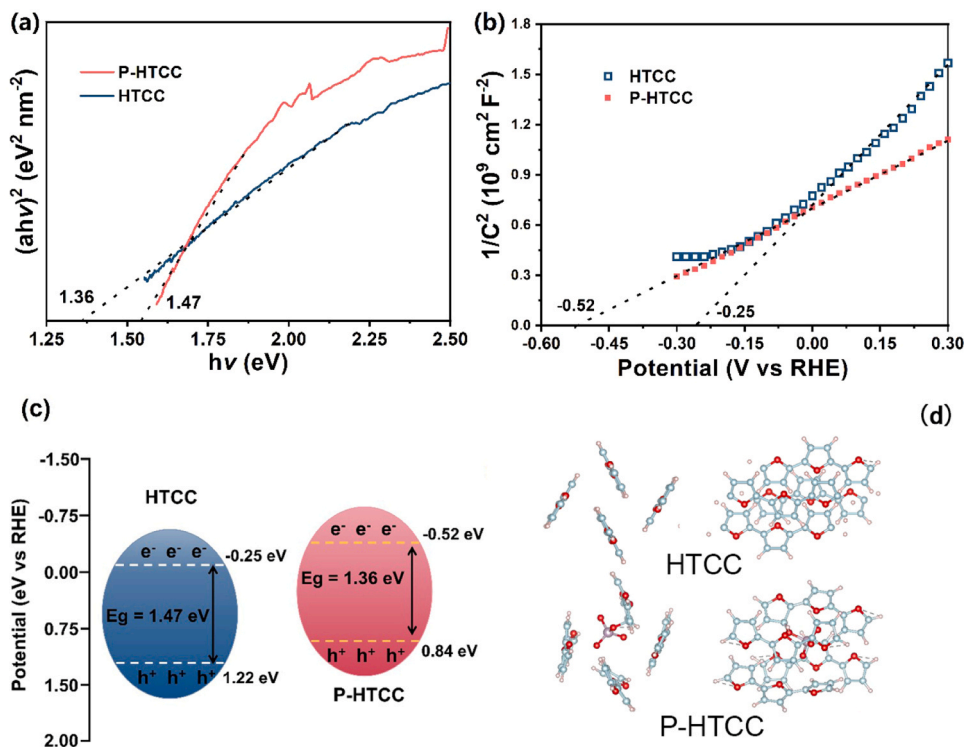 (a)
(ahν)² (eV² nm⁻²)
P-HTCC
HTCC
1.36
1.47
1.25 1.50 1.75 2.00 2.25 2.50
hν (eV)
(b)
1/C² (10⁹ cm² F⁻²)
1.8
1.5
1.2
0.9
0.6
0.3
0.0
HTCC
P-HTCC
-0.52
-0.25
-0.60 -0.45 -0.30 -0.15 0.00 0.15 0.30
Potential (V vs RHE)
(c)
Potential (eV vs RHE)
-1.50
-0.75
0.00
0.75
1.50
2.00
HTCC
e⁻ e⁻ e⁻
-0.25 eV
Eg = 1.47 eV
h⁺ h⁺ h⁺
1.22 eV
e⁻ e⁻ e⁻
-0.52 eV
Eg = 1.36 eV
h⁺ h⁺ h⁺
0.84 eV
P-HTCC
(d)
HTCC
P-HTCC